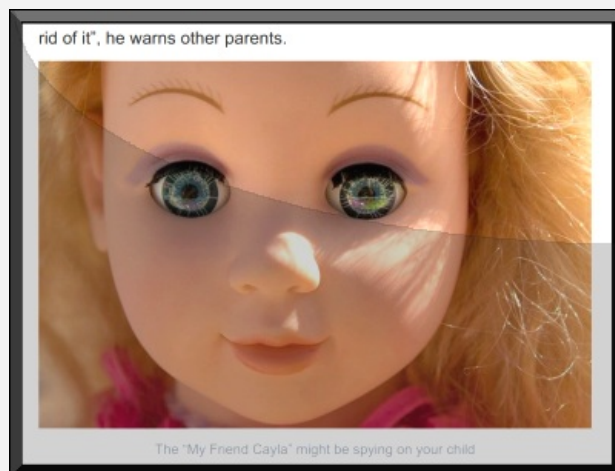 rid of it”, he warns other parents.
The “My Friend Cayla” might be spying on your child